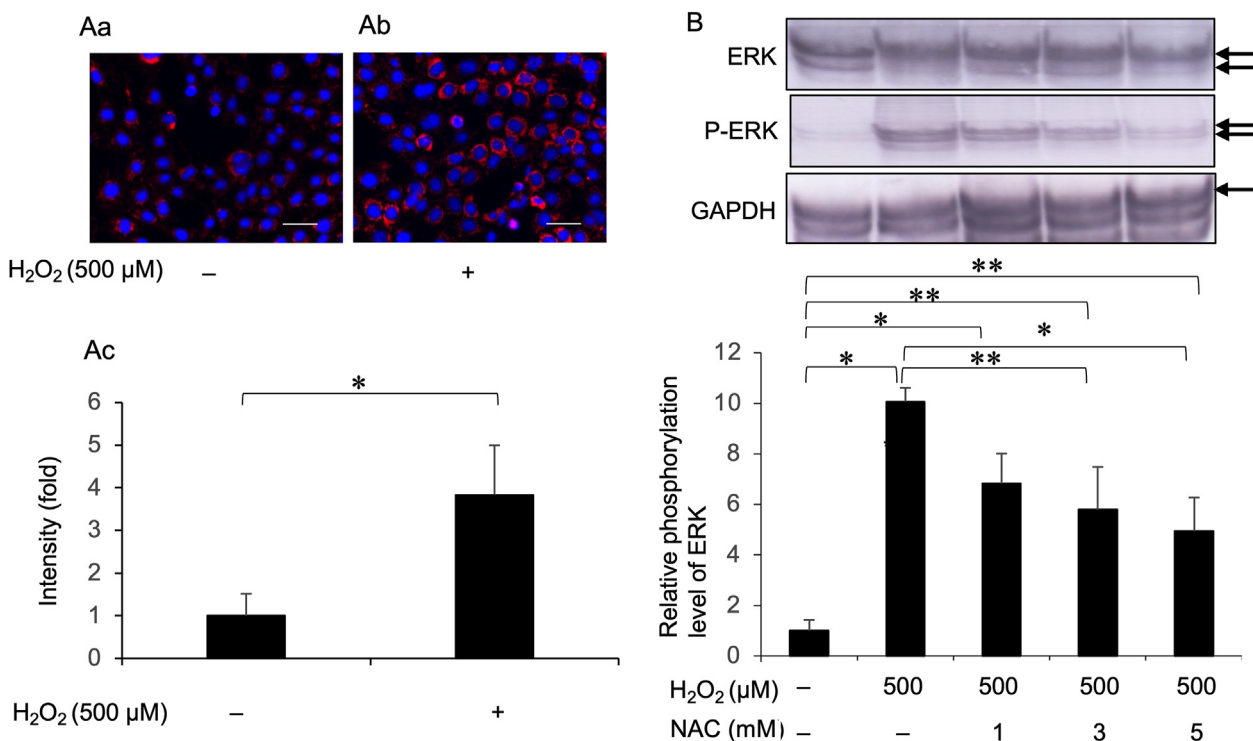 Aa
Ab
H₂O₂ (500 µM) – +
Ac
*
6
5
4
3
2
1
0
Intensity (fold)
H₂O₂ (500 µM) – +
B
ERK
P-ERK
GAPDH
**
**
*
*
*
**
12
10
8
6
4
2
0
Relative phosphorylation
level of ERK
H₂O₂ (µM) – 500 500 500 500
NAC (mM) – – 1 3 5